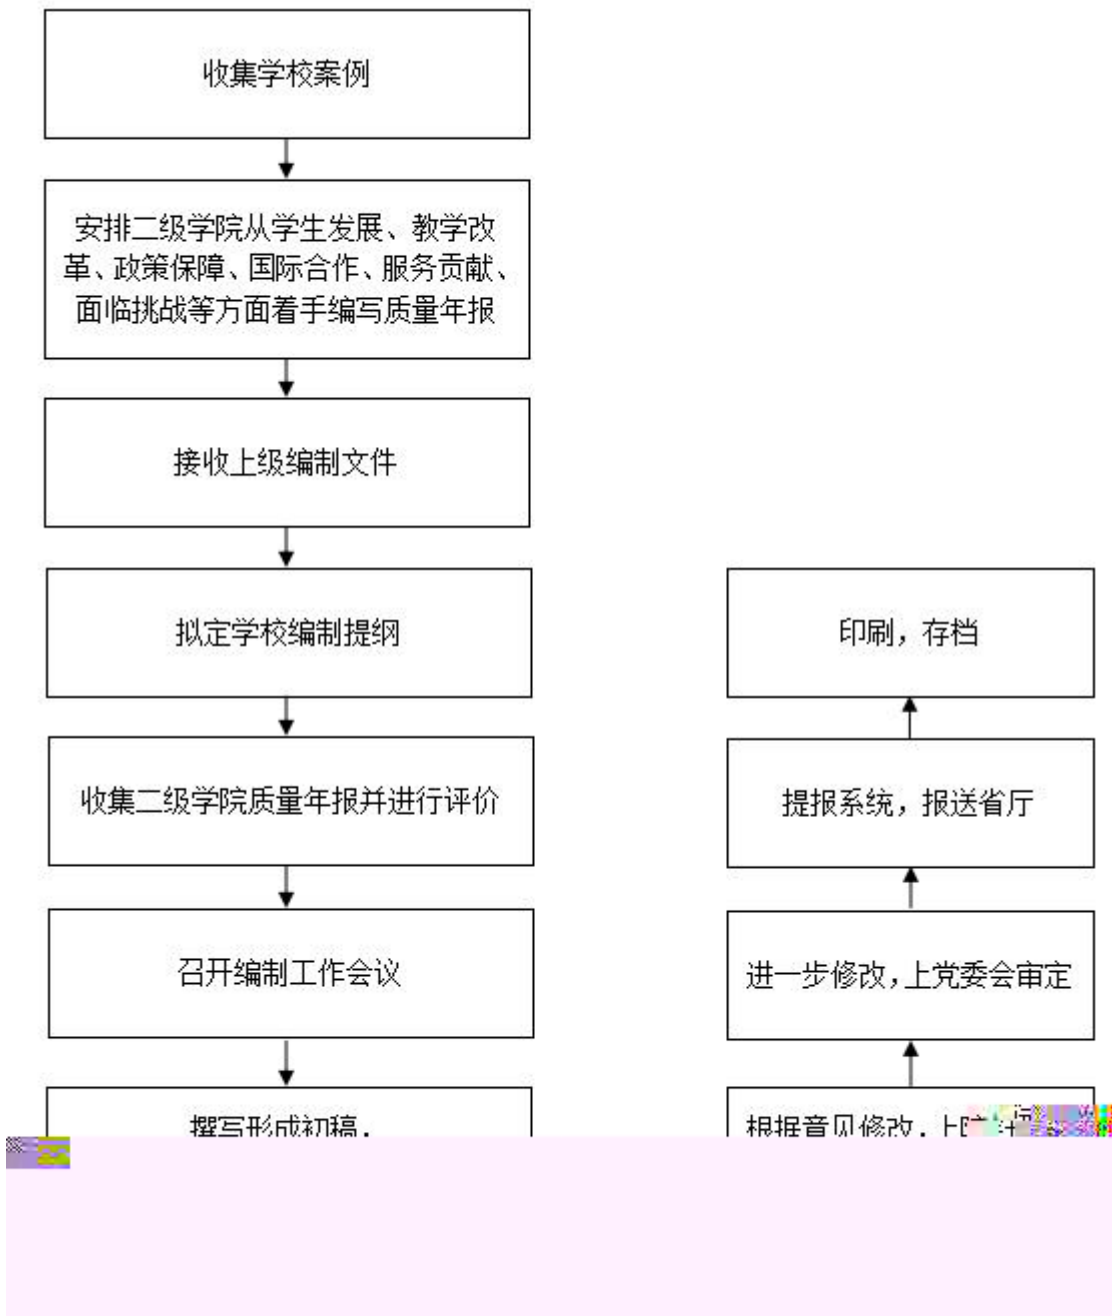 收集学校案例
安排二级学院从学生发展、教学改
革、政策保障、国际合作、服务贡献、
面临挑战等方面着手编写质量年报
接收上级编制文件
拟定学校编制提纲
收集二级学院质量年报并进行评价
召开编制工作会议
撰写形成初稿，
印刷，存档
提报系统，报送省厅
进一步修改，上党委会审定
根据意见修改，上